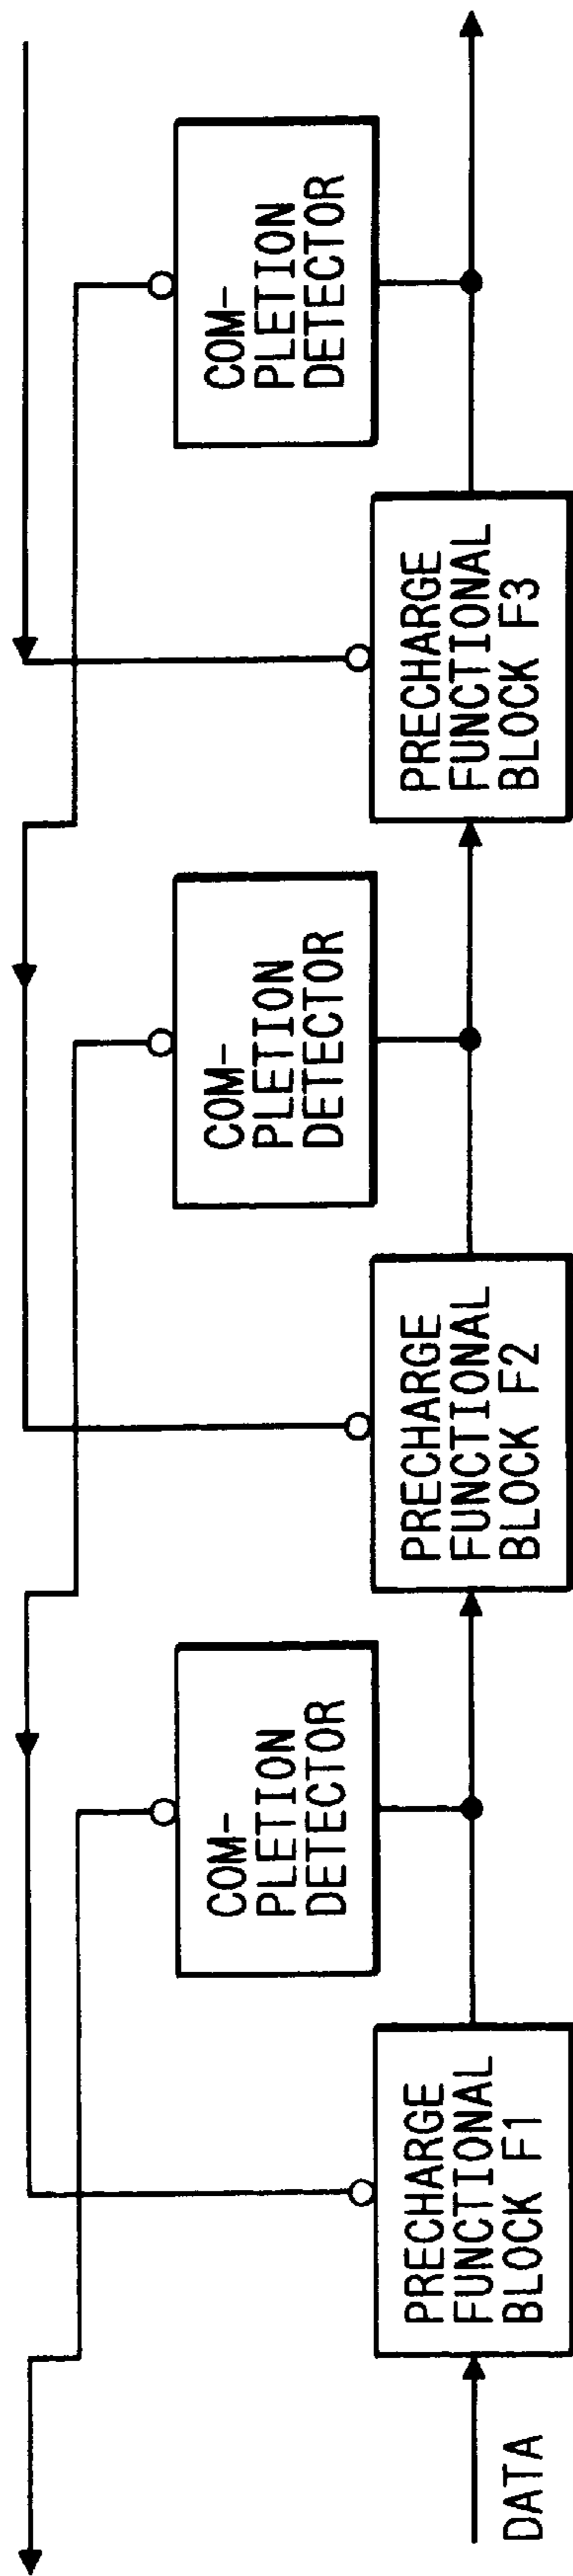 DATA
PRECHARGE
FUNCTIONAL
BLOCK F1
COM-
PLETION
DETECTOR
PRECHARGE
FUNCTIONAL
BLOCK F2
COM-
PLETION
DETECTOR
PRECHARGE
FUNCTIONAL
BLOCK F3
COM-
PLETION
DETECTOR